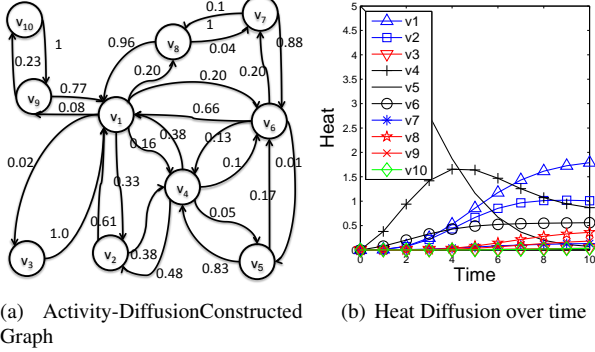 v10
v7
0.1
1
v8
0.04
0.88
1
0.96
0.23
0.77
0.20
0.20
0.20
v9
0.08
v1
0.66
v6
0.16
0.38
0.13
0.02
0.33
0.1
0.01
v4
0.17
0.61
0.05
1.0
v3
v2
0.38
0.48
0.83
v5
(a) Activity-DiffusionConstructed
Graph
5
4.5
4
3.5
3
2.5
2
1.5
1
0.5
0
0 2 4 6 8 10
Heat
Time
v1
v2
v3
v4
v5
v6
v7
v8
v9
v10
(b) Heat Diffusion over time